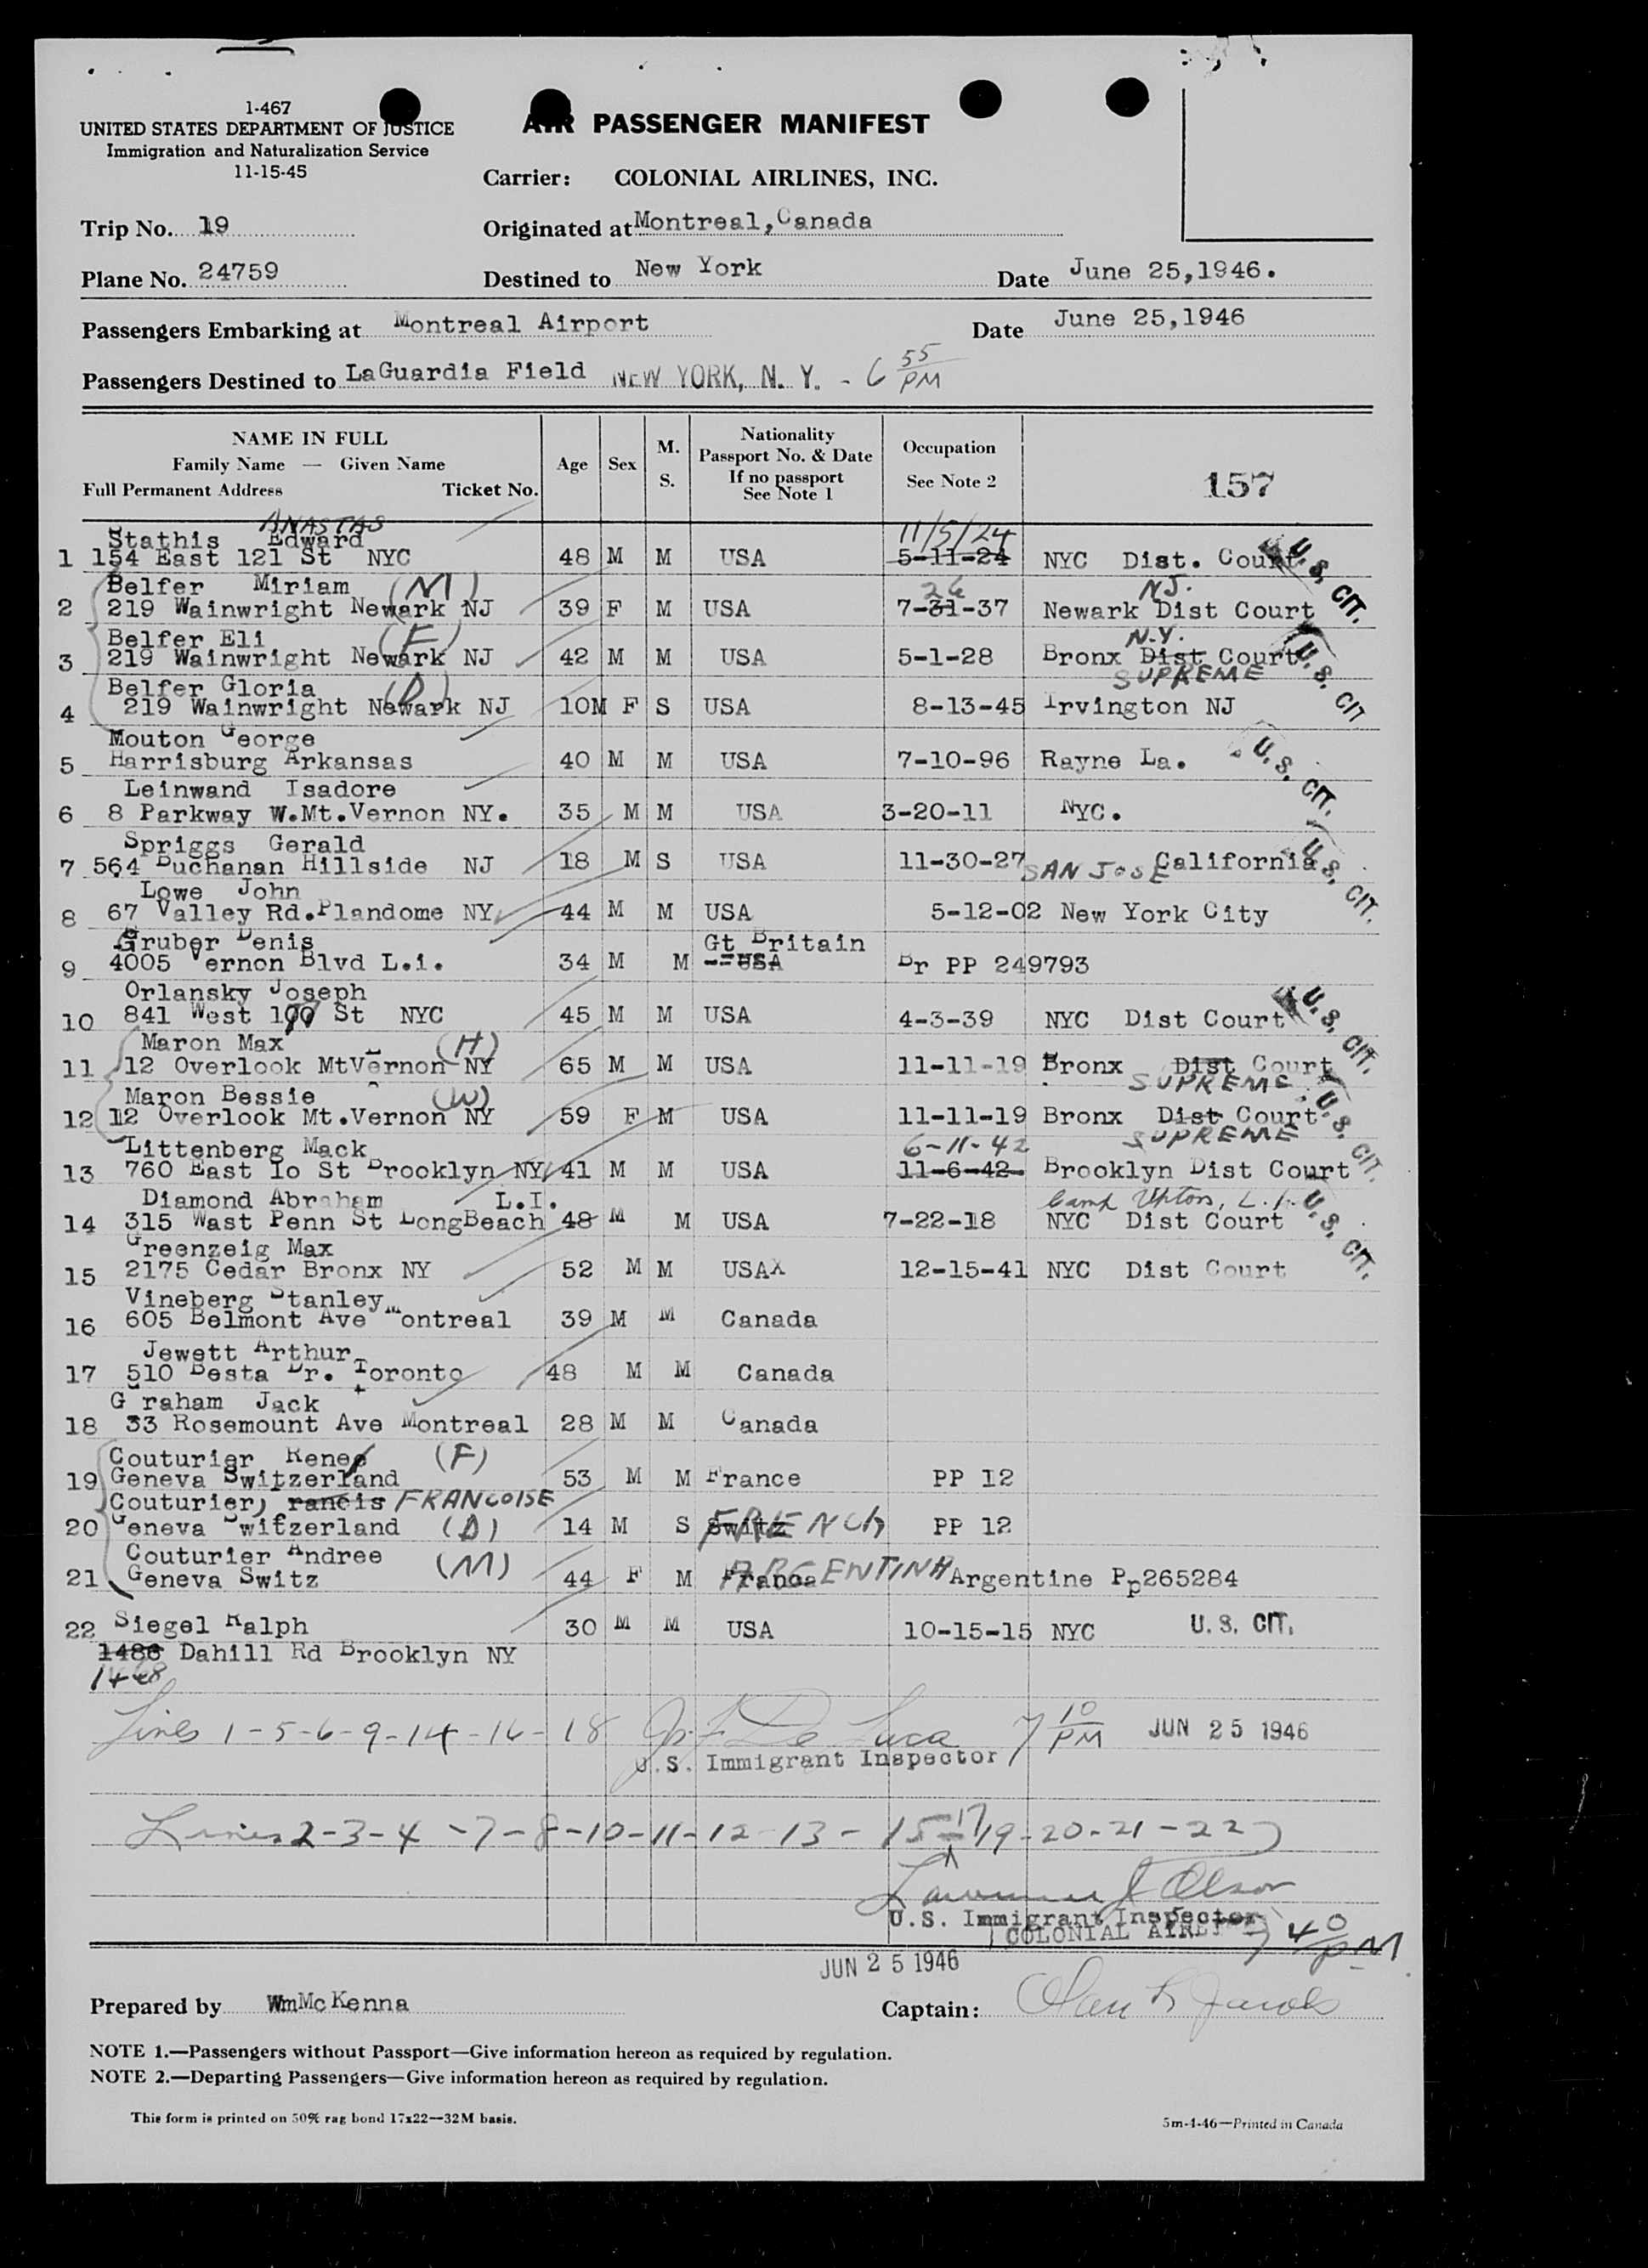 1-467
UNITED STATES DEPARTMENT OF JUSTICE
Immigration and Naturalization Service
11-15-45
AIR PASSENGER MANIFEST
Carrier: COLONIAL AIRLINES, INC.
Trip No. 19 Originated at Montreal, Canada
Plane No. 24759 Destined to New York Date June 25,1946.
Passengers Embarking at Montreal Airport Date June 25,1946
Passengers Destined to LaGuardia Field NEW YORK, N. Y. - 6 55 PM
NAME IN FULL
Family Name — Given Name
Full Permanent Address Ticket No.
Age Sex M. S.
Nationality
Passport No. & Date
If no passport
See Note 1
Occupation
See Note 2
157
ANASTAS 11/5/24
Stathis Edward
1 154 East 121 St NYC 48 M M USA 5-11-24 NYC Dist. Court U. S. CIT.
Belfer Miriam (M) 26 N.J.
2 219 Wainwright Newark NJ 39 F M USA 7-31-37 Newark Dist Court
Belfer Eli (F) N.Y.
3 219 Wainwright Newark NJ 42 M M USA 5-1-28 Bronx Dist Court U. S. CIT
SUPREME
Belfer Gloria (D)
4 219 Wainwright Newark NJ 10M F S USA 8-13-45 Irvington NJ
Mouton George
5 Harrisburg Arkansas 40 M M USA 7-10-96 Rayne La. U. S. CIT.
Leinwand Isadore
6 8 Parkway W.Mt.Vernon NY. 35 M M USA 3-20-11 NYC.
Spriggs Gerald
7 564 Buchanan Hillside NJ 18 M S USA 11-30-27 SAN JOSE California U. S. CIT.
Lowe John
8 67 Valley Rd.Plandome NY 44 M M USA 5-12-02 New York City
Gruber Denis Gt Britain
9 4005 Vernon Blvd L.i. 34 M M --USA Br PP 249793
Orlansky Joseph
10 841 West 177 St NYC 45 M M USA 4-3-39 NYC Dist Court U. S. CIT.
Maron Max (H)
11 12 Overlook MtVernon NY 65 M M USA 11-11-19 Bronx Dist Court
SUPREME
Maron Bessie (W)
12 12 Overlook Mt.Vernon NY 59 F M USA 11-11-19 Bronx Dist Court U. S. CIT.
6-11-42 SUPREME
Littenberg Mack
13 760 East 10 St Brooklyn NY 41 M M USA 11-6-42 Brooklyn Dist Court
Diamond Abraham L.I. Camp Upton, L.I.
14 315 Wast Penn St LongBeach 48 M M USA 7-22-18 NYC Dist Court U. S. CIT.
Greenzeig Max
15 2175 Cedar Bronx NY 52 M M USAX 12-15-41 NYC Dist Court
Vineberg Stanley
16 605 Belmont Ave Montreal 39 M M Canada
Jewett Arthur
17 510 Besta Dr. Toronto 48 M M Canada
G raham Jack
18 33 Rosemount Ave Montreal 28 M M Canada
Couturier Renee (F)
19 Geneva Switzerland 53 M M France PP 12
Couturier, rancis FRANCOISE
20 Geneva Switzerland (D) 14 M S Switz FRENCH PP 12
Couturier Andree (M)
21 Geneva Switz 44 F M France ARGENTINA Argentine Pp265284
22 Siegel Ralph 30 M M USA 10-15-15 NYC U. S. CIT.
1486 Dahill Rd Brooklyn NY
1468
Lines 1-5-6-9-14-16-18 Jos F De Luca 7 10 PM JUN 25 1946
U.S. Immigrant Inspector
Lines 2-3-4-7-8-10-11-12-13-15-17-19-20-21-22
Lawrence J Olson
U.S. Immigrant Inspector
COLONIAL AIRL 7 40 PM
JUN 25 1946
Prepared by WmMcKenna Captain:
NOTE 1.—Passengers without Passport—Give information hereon as required by regulation.
NOTE 2.—Departing Passengers—Give information hereon as required by regulation.
This form is printed on 50% rag bond 17x22—32M basis. 5m-4-46—Printed in Canada